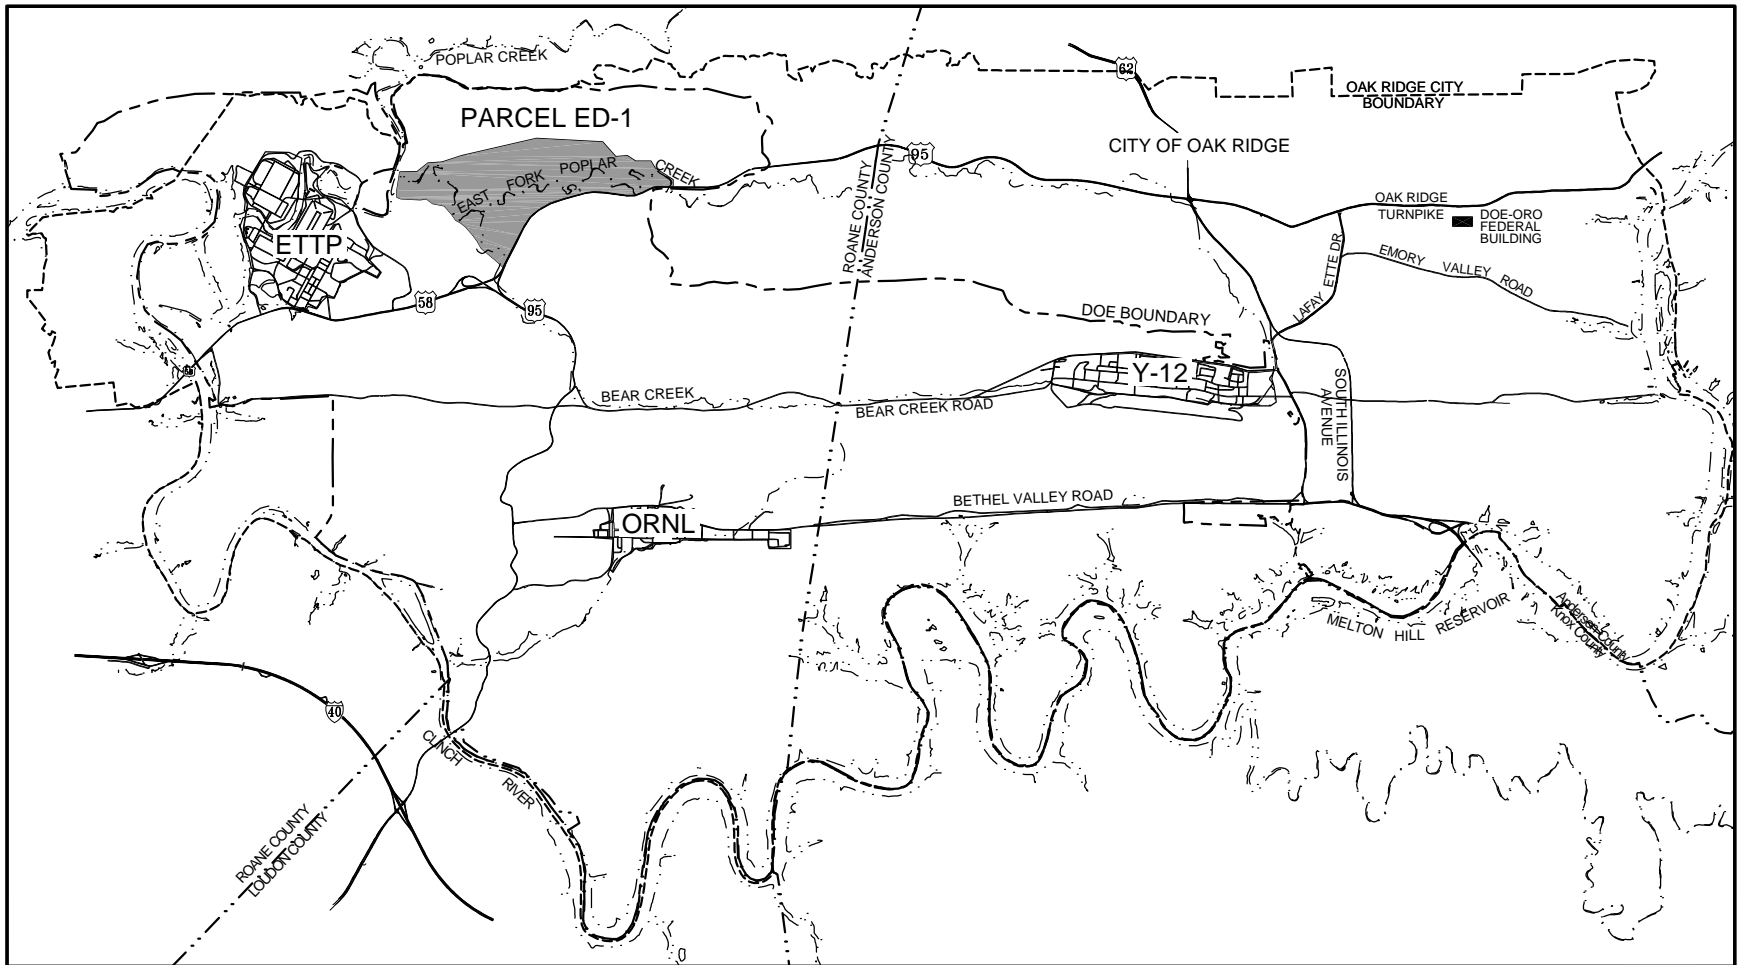 POPLAR CREEK
62
OAK RIDGE CITY
BOUNDARY
PARCEL ED-1
CITY OF OAK RIDGE
95
EAST FORK POPLAR CREEK
ROANE COUNTY
ANDERSON COUNTY
OAK RIDGE
TURNPIKE
DOE-ORO
FEDERAL
BUILDING
ETTP
EMORY VALLEY ROAD
LAFAY ETTE DR
58
95
DOE BOUNDARY
Y-12
BEAR CREEK
BEAR CREEK ROAD
SOUTH ILLINOIS
AVENUE
BETHEL VALLEY ROAD
ORNL
MELTON HILL RESERVOIR
Anderson County
Knox County
40
CLINCH
RIVER
ROANE COUNTY
LOUDON COUNTY